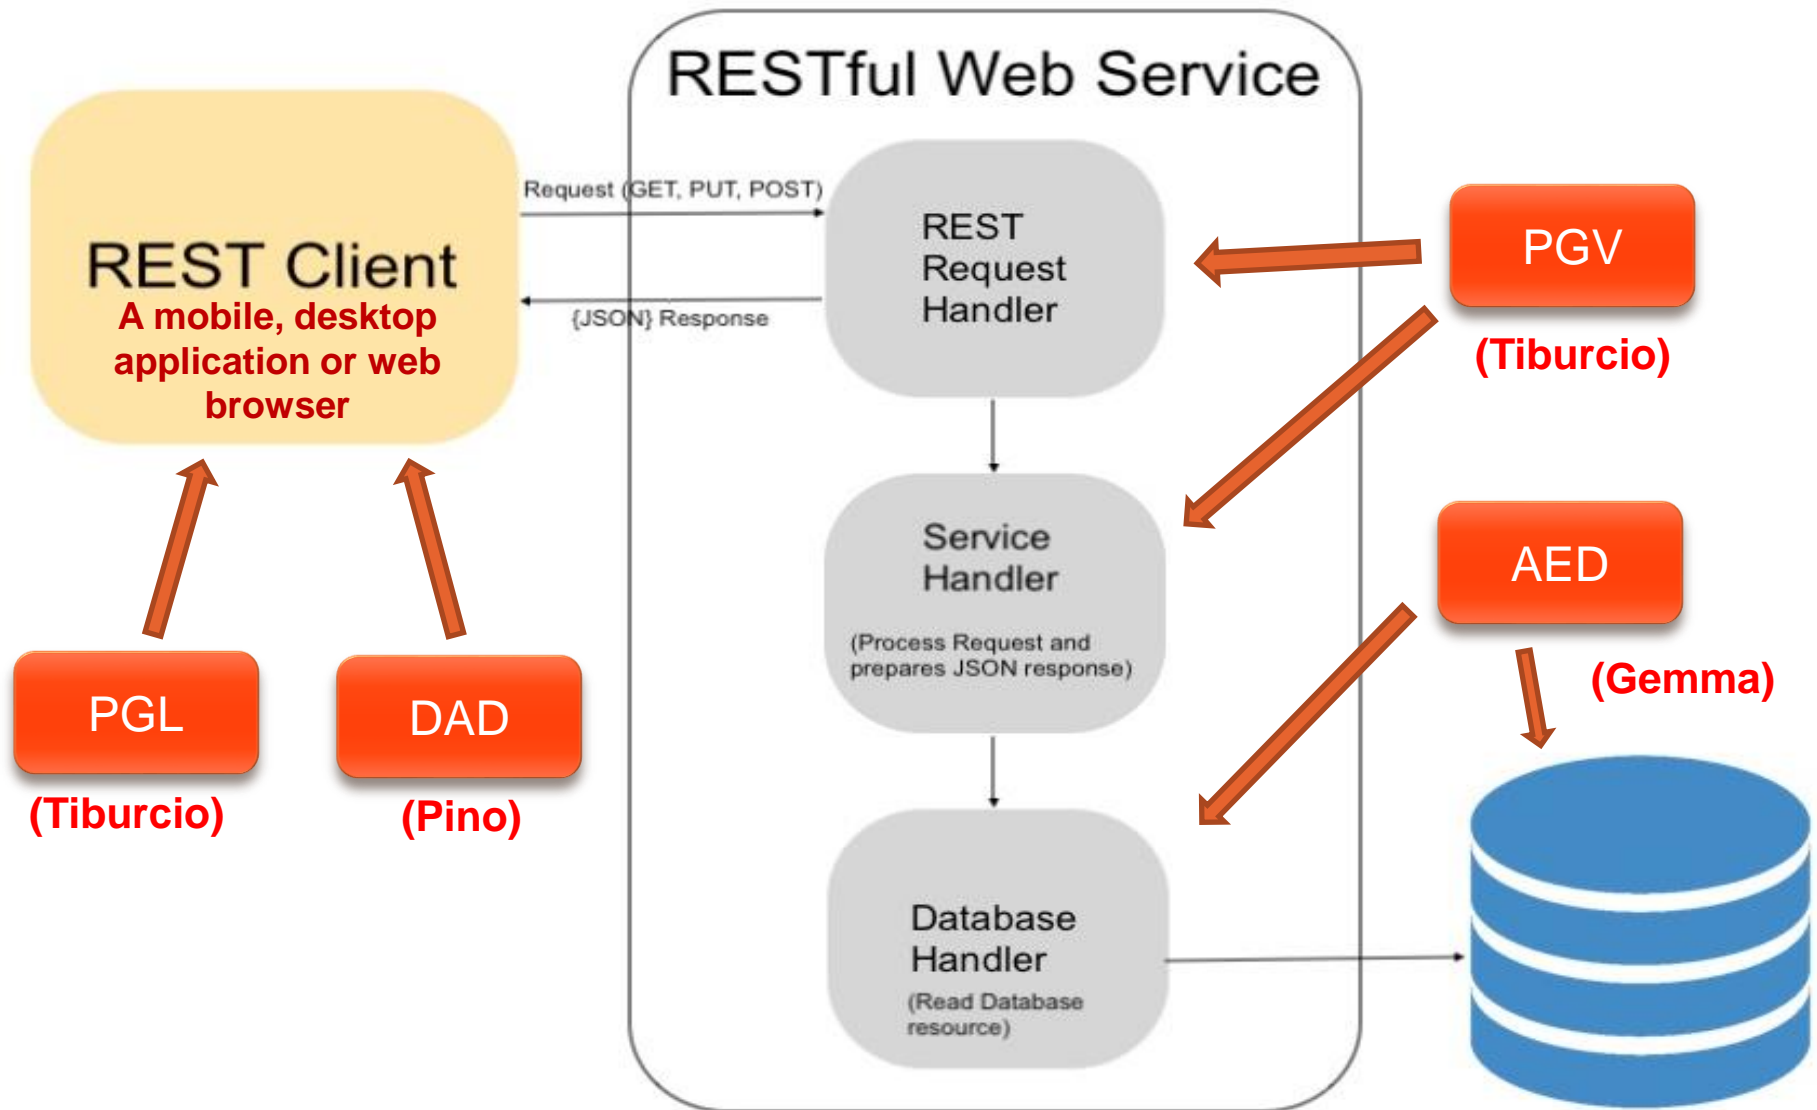 RESTful Web Service
REST Client
A mobile, desktop
application or web
browser
Request (GET, PUT, POST)
{JSON} Response
REST
Request
Handler
PGV
(Tiburcio)
Service
Handler
(Process Request and
prepares JSON response)
AED
(Gemma)
PGL
(Tiburcio)
DAD
(Pino)
Database
Handler
(Read Database
resource)